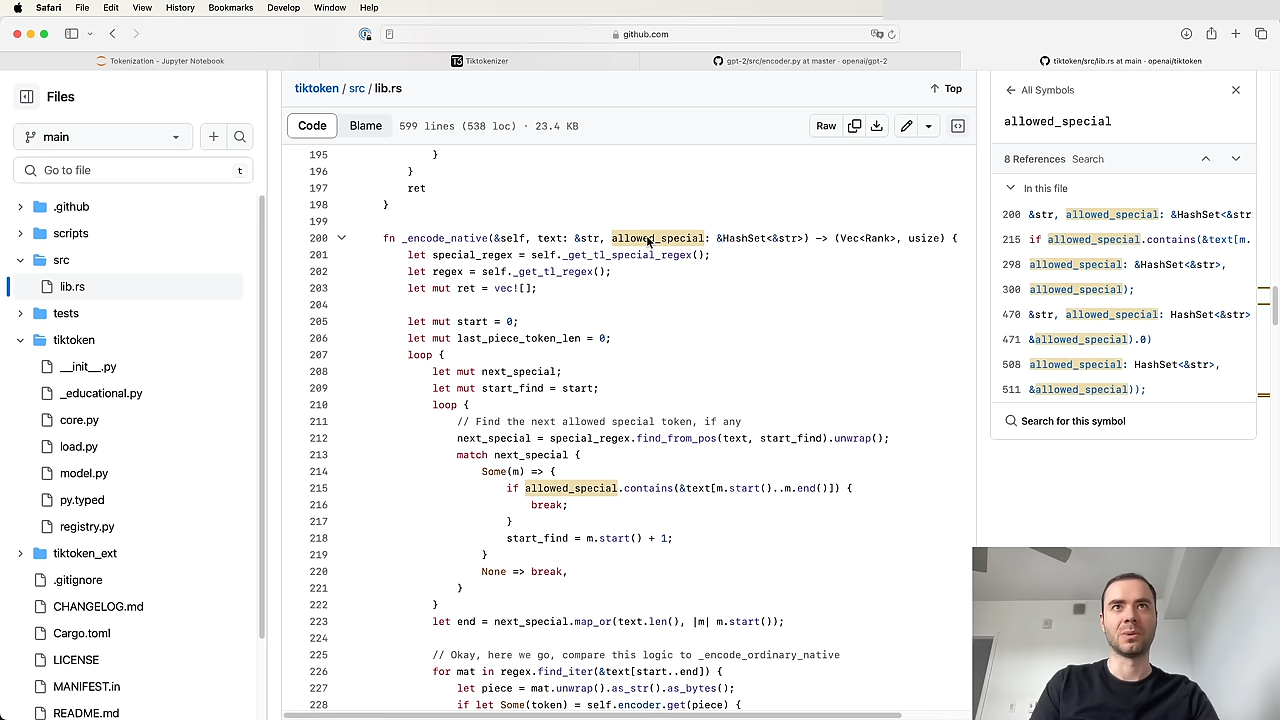 Safari File Edit View History Bookmarks Develop Window Help
github.com
Tokenization - Jupyter Notebook
Tiktokenizer
gpt-2/src/encoder.py at master · openai/gpt-2
tiktoken/src/lib.rs at main · openai/tiktoken
Files
main
Go to file t
.github
scripts
src
lib.rs
tests
tiktoken
__init__.py
_educational.py
core.py
load.py
model.py
py.typed
registry.py
tiktoken_ext
.gitignore
CHANGELOG.md
Cargo.toml
LICENSE
MANIFEST.in
README.md
tiktoken / src / lib.rs
Top
Code Blame 599 lines (538 loc) · 23.4 KB
Raw
195 }
196 }
197 ret
198 }
199
200 fn _encode_native(&self, text: &str, allowed_special: &HashSet<&str>) -> (Vec<Rank>, usize) {
201 let special_regex = self._get_tl_special_regex();
202 let regex = self._get_tl_regex();
203 let mut ret = vec![];
204
205 let mut start = 0;
206 let mut last_piece_token_len = 0;
207 loop {
208 let mut next_special;
209 let mut start_find = start;
210 loop {
211 // Find the next allowed special token, if any
212 next_special = special_regex.find_from_pos(text, start_find).unwrap();
213 match next_special {
214 Some(m) => {
215 if allowed_special.contains(&text[m.start()..m.end()]) {
216 break;
217 }
218 start_find = m.start() + 1;
219 }
220 None => break,
221 }
222 }
223 let end = next_special.map_or(text.len(), |m| m.start());
224
225 // Okay, here we go, compare this logic to _encode_ordinary_native
226 for mat in regex.find_iter(&text[start..end]) {
227 let piece = mat.unwrap().as_str().as_bytes();
228 if let Some(token) = self.encoder.get(piece) {
All Symbols
allowed_special
8 References Search
In this file
200 &str, allowed_special: &HashSet<&str
215 if allowed_special.contains(&text[m.
298 allowed_special: &HashSet<&str>,
300 allowed_special);
470 &str, allowed_special: HashSet<&str>
471 &allowed_special).0)
508 allowed_special: HashSet<&str>,
511 &allowed_special));
Search for this symbol